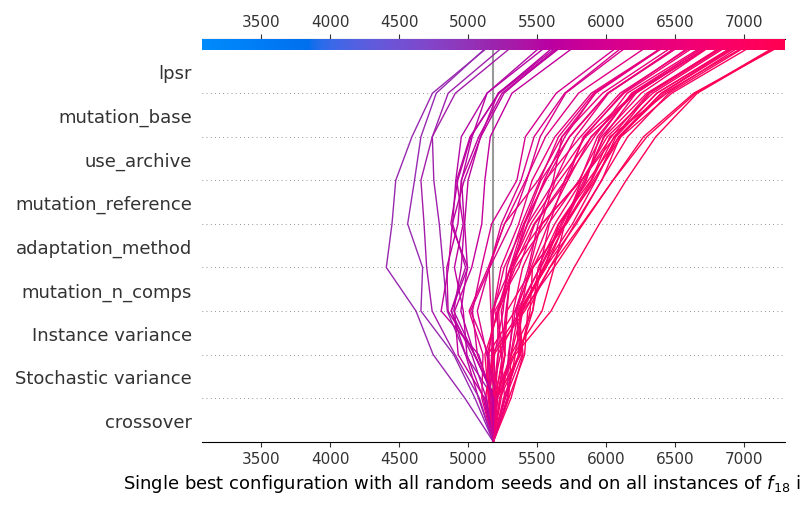 3500 4000 4500 5000 5500 6000 6500 7000
lpsr
mutation_base
use_archive
mutation_reference
adaptation_method
mutation_n_comps
Instance variance
Stochastic variance
crossover
3500 4000 4500 5000 5500 6000 6500 7000
Single best configuration with all random seeds and on all instances of f18 i